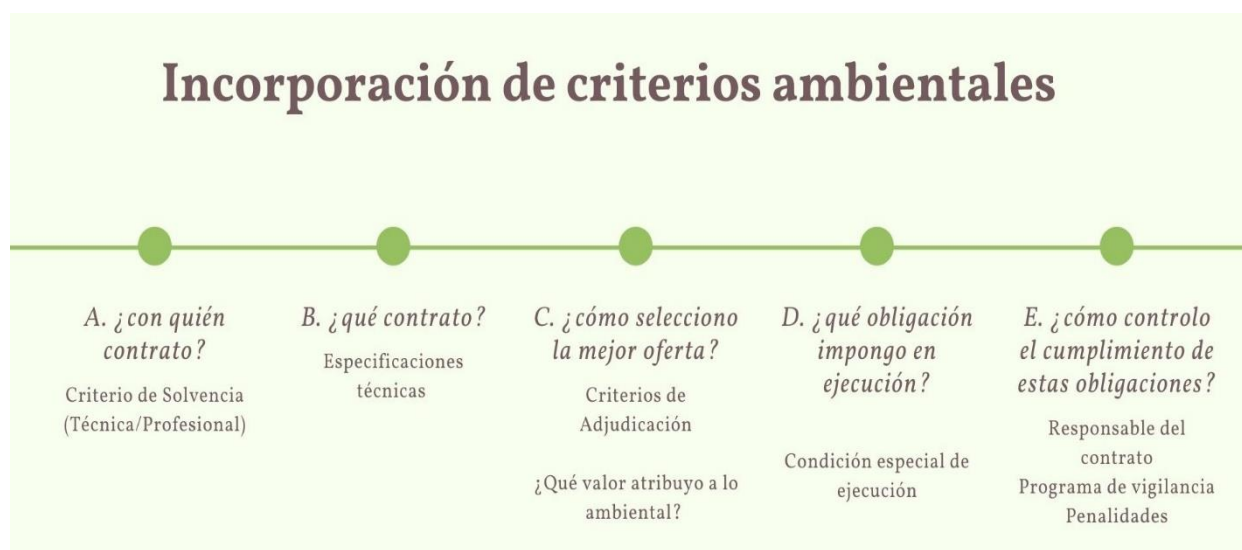 Incorporación de criterios ambientales
A. ¿con quién
contrato?
Criterio de Solvencia
(Técnica/Profesional)
B. ¿qué contrato?
Especificaciones
técnicas
C. ¿cómo selecciono
la mejor oferta?
Criterios de
Adjudicación
¿Qué valor atribuyo a lo
ambiental?
D. ¿qué obligación
impongo en
ejecución?
Condición especial de
ejecución
E. ¿cómo controlo
el cumplimiento de
estas obligaciones?
Responsable del
contrato
Programa de vigilancia
Penalidades